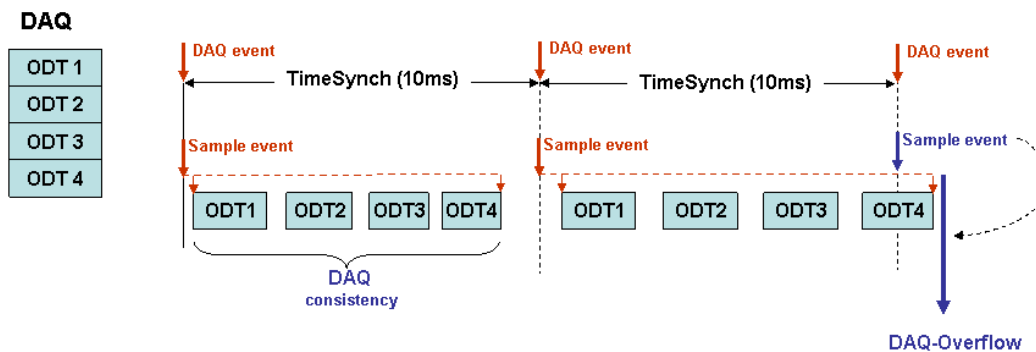 DAQ
ODT 1
ODT 2
ODT 3
ODT 4
DAQ event
DAQ event
DAQ event
TimeSynch (10ms)
TimeSynch (10ms)
Sample event
Sample event
Sample event
ODT1
ODT2
ODT3
ODT4
ODT1
ODT2
ODT3
ODT4
DAQ
consistency
DAQ-Overflow